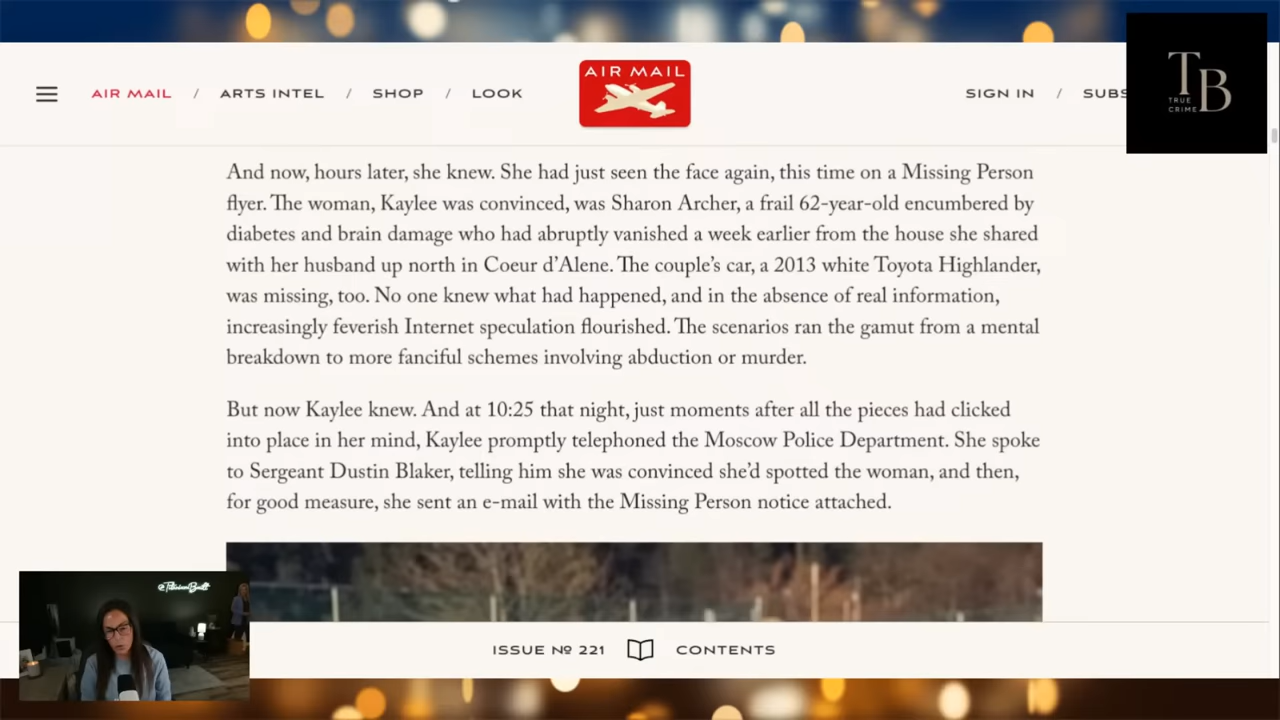 AIR MAIL / ARTS INTEL / SHOP / LOOK
AIR MAIL
SIGN IN / SUBS
TB
TRUE
CRIME
And now, hours later, she knew. She had just seen the face again, this time on a Missing Person
flyer. The woman, Kaylee was convinced, was Sharon Archer, a frail 62-year-old encumbered by
diabetes and brain damage who had abruptly vanished a week earlier from the house she shared
with her husband up north in Coeur d’Alene. The couple’s car, a 2013 white Toyota Highlander,
was missing, too. No one knew what had happened, and in the absence of real information,
increasingly feverish Internet speculation flourished. The scenarios ran the gamut from a mental
breakdown to more fanciful schemes involving abduction or murder.
But now Kaylee knew. And at 10:25 that night, just moments after all the pieces had clicked
into place in her mind, Kaylee promptly telephoned the Moscow Police Department. She spoke
to Sergeant Dustin Blaker, telling him she was convinced she’d spotted the woman, and then,
for good measure, she sent an e-mail with the Missing Person notice attached.
ISSUE № 221
CONTENTS